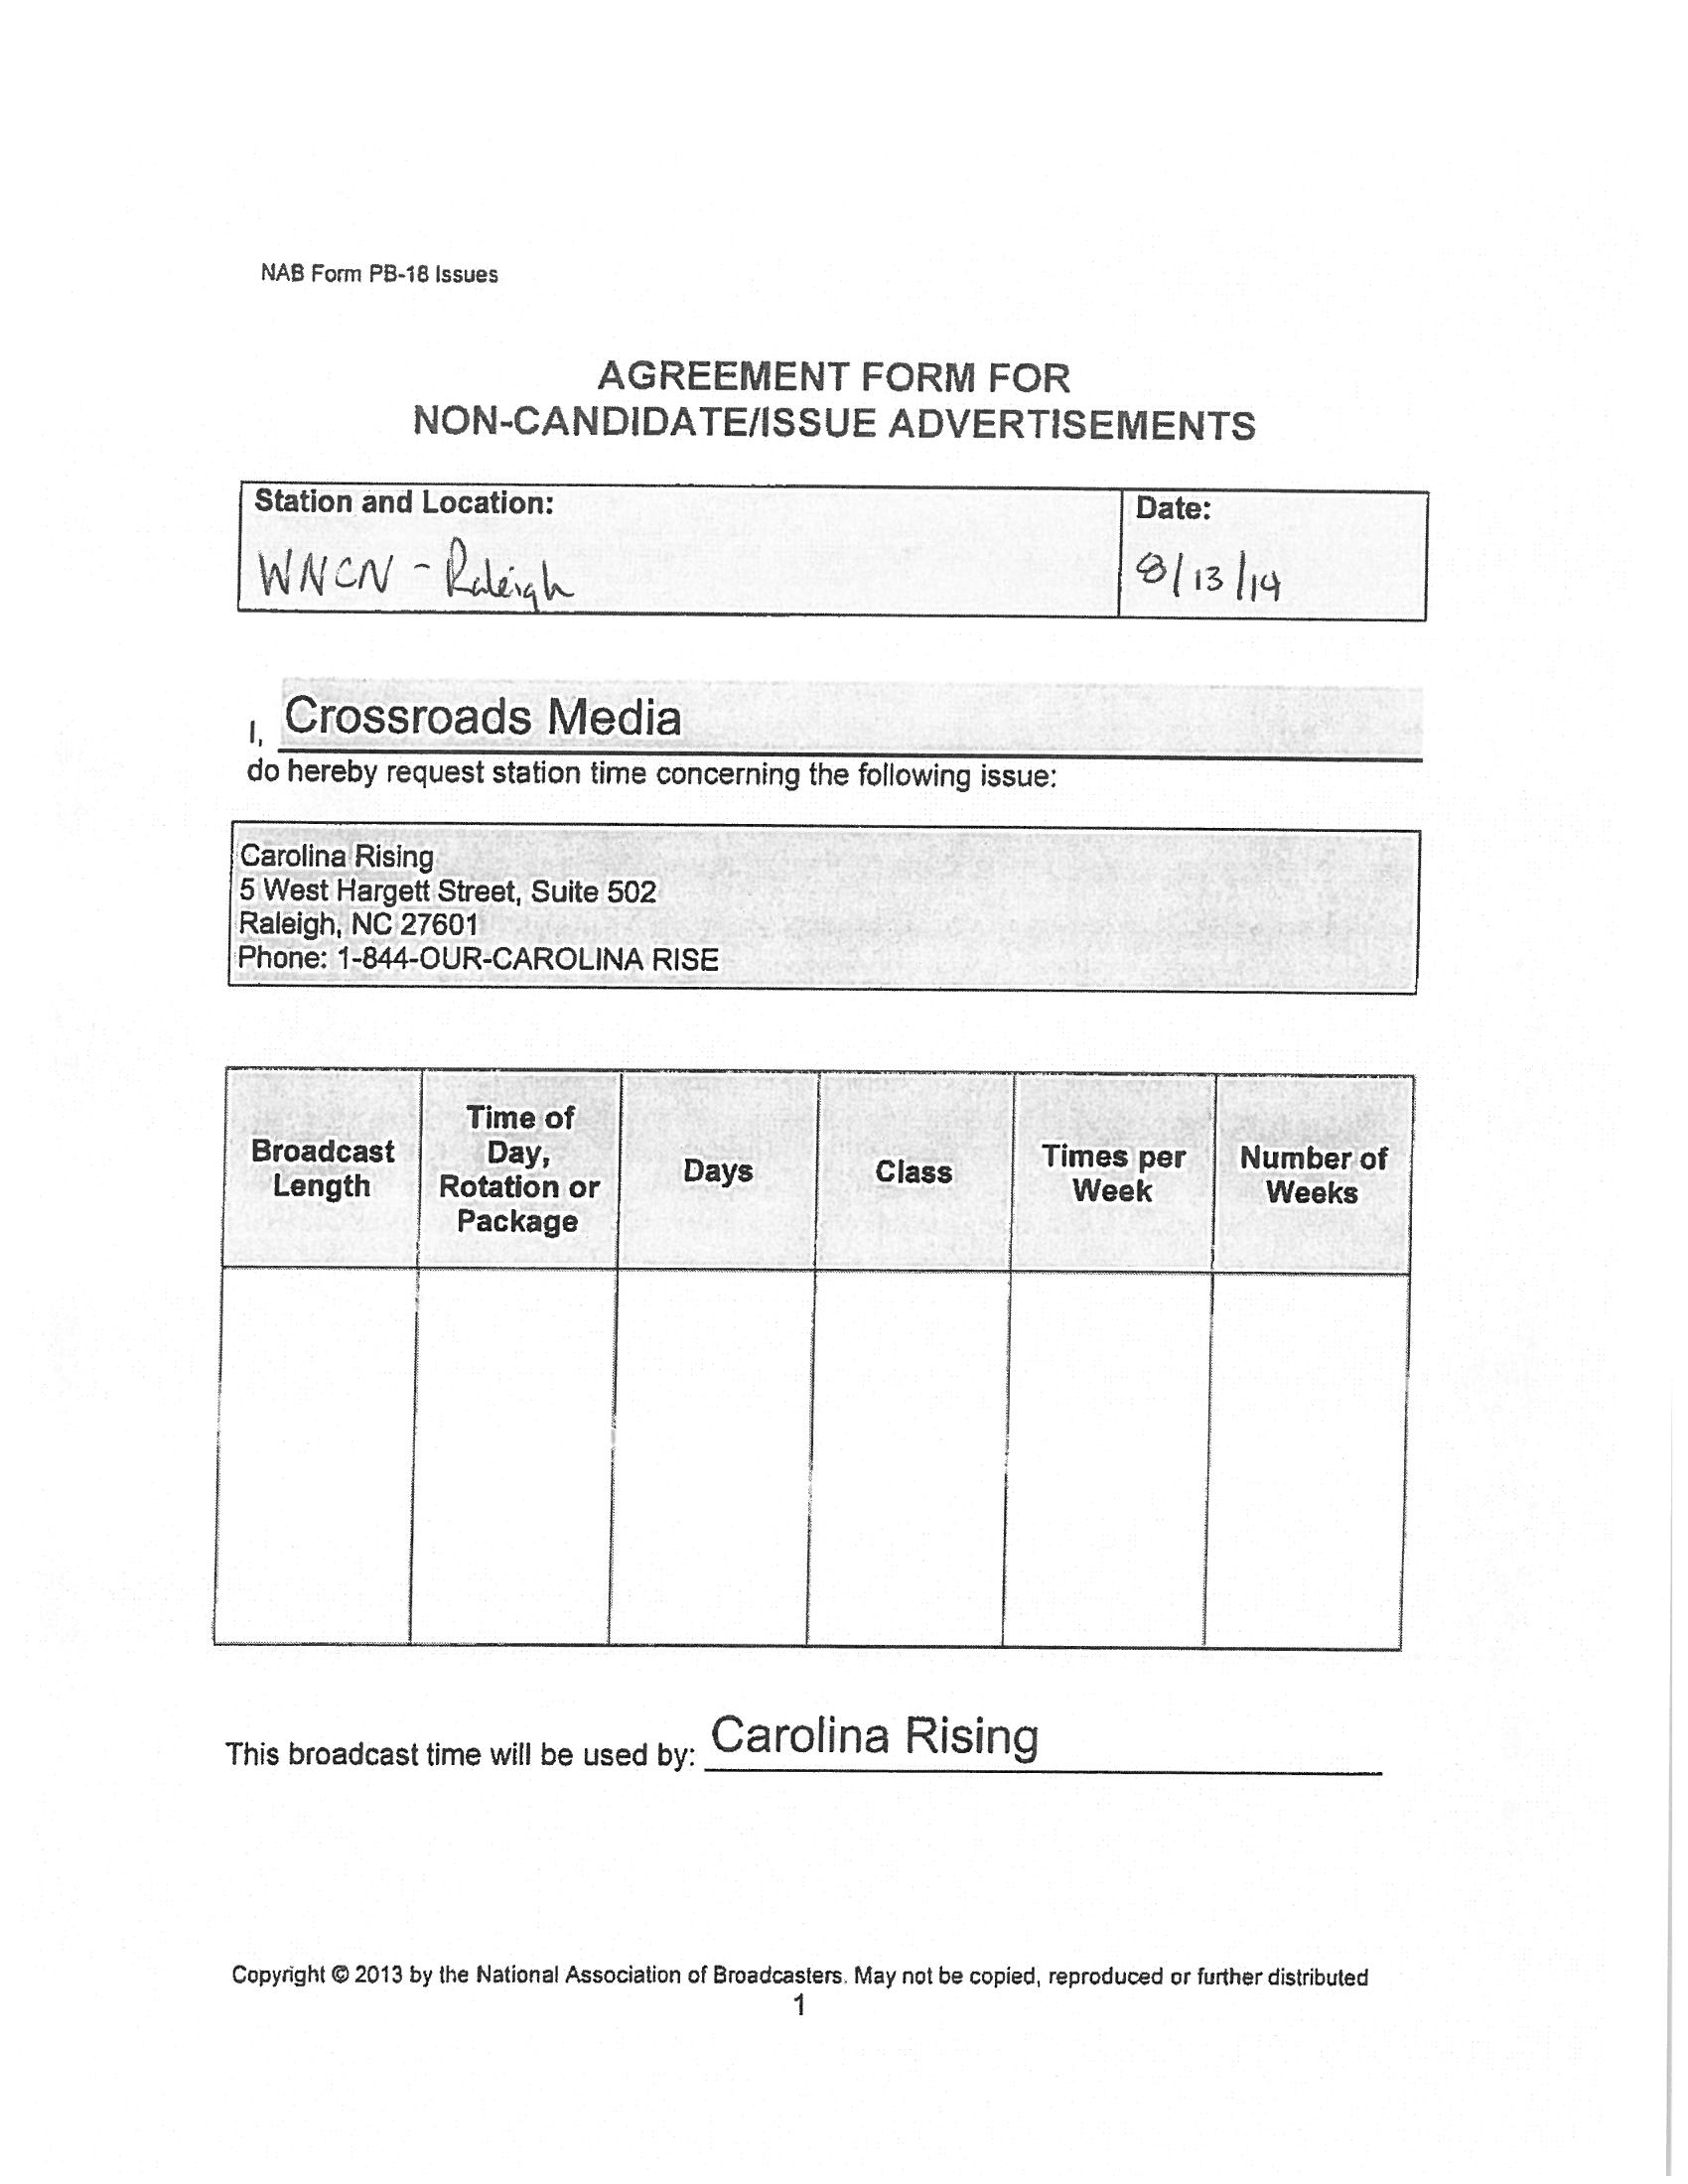 NAB Form PB-18 Issues
AGREEMENT FORM FOR
NON-CANDIDATE/ISSUE ADVERTISEMENTS
Station and Location:
Date:
WNCN - Raleigh
8/13/14
I, Crossroads Media
do hereby request station time concerning the following issue:
Carolina Rising
5 West Hargett Street, Suite 502
Raleigh, NC 27601
Phone: 1-844-OUR-CAROLINA RISE
Broadcast
Length
Time of
Day,
Rotation or
Package
Days
Class
Times per
Week
Number of
Weeks
This broadcast time will be used by: Carolina Rising
Copyright © 2013 by the National Association of Broadcasters. May not be copied, reproduced or further distributed
1